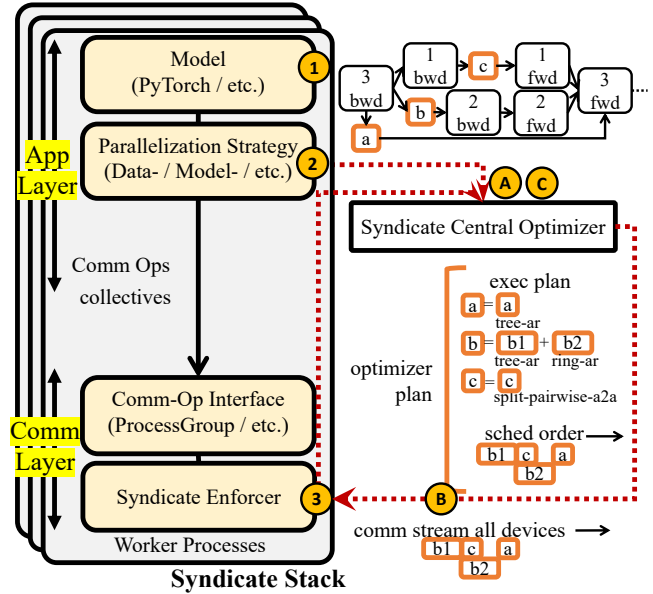 Model
(PyTorch / etc.)
1
Parallelization Strategy
(Data- / Model- / etc.)
2
App
Layer
Comm Ops
collectives
Comm-Op Interface
(ProcessGroup / etc.)
Comm
Layer
Syndicate Enforcer
3
Worker Processes
Syndicate Stack
3
bwd
1
bwd
c
1
fwd
b
2
bwd
2
fwd
3
fwd
a
A
C
Syndicate Central Optimizer
optimizer
plan
exec plan
a = a
tree-ar
b = b1 + b2
tree-ar ring-ar
c = c
split-pairwise-a2a
sched order
b1 c a
b2
B
comm stream all devices
b1 c a
b2